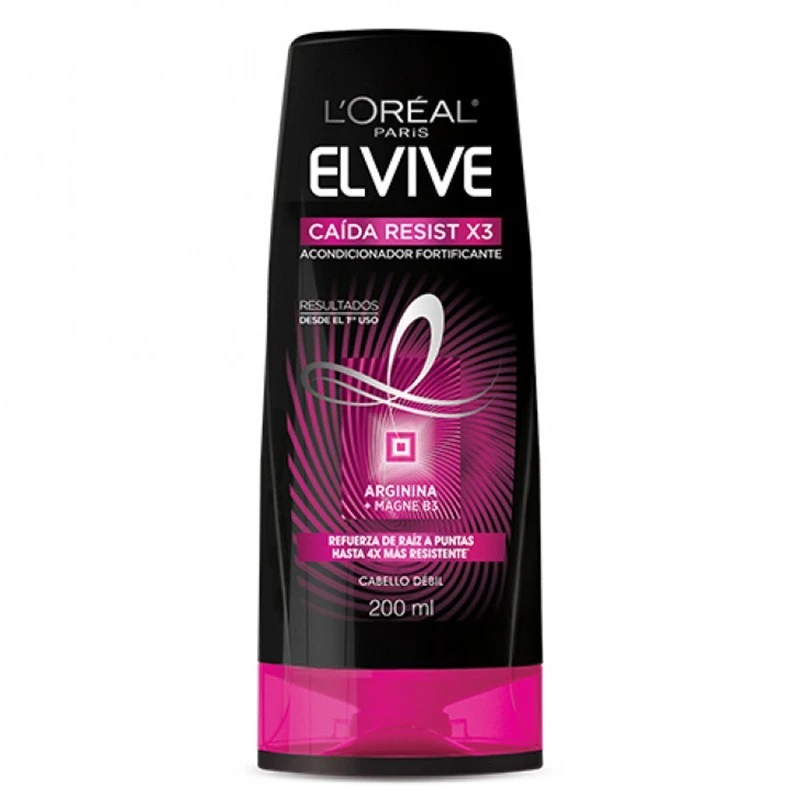 L'ORÉAL®
PARIS
ELVIVE
CAÍDA RESIST X3
ACONDICIONADOR FORTIFICANTE
RESULTADOS
DESDE EL 1ER USO
ARGININA
+ MAGNE B3
REFUERZA DE RAÍZ A PUNTAS
HASTA 4X MÁS RESISTENTE*
CABELLO DÉBIL
200 ml